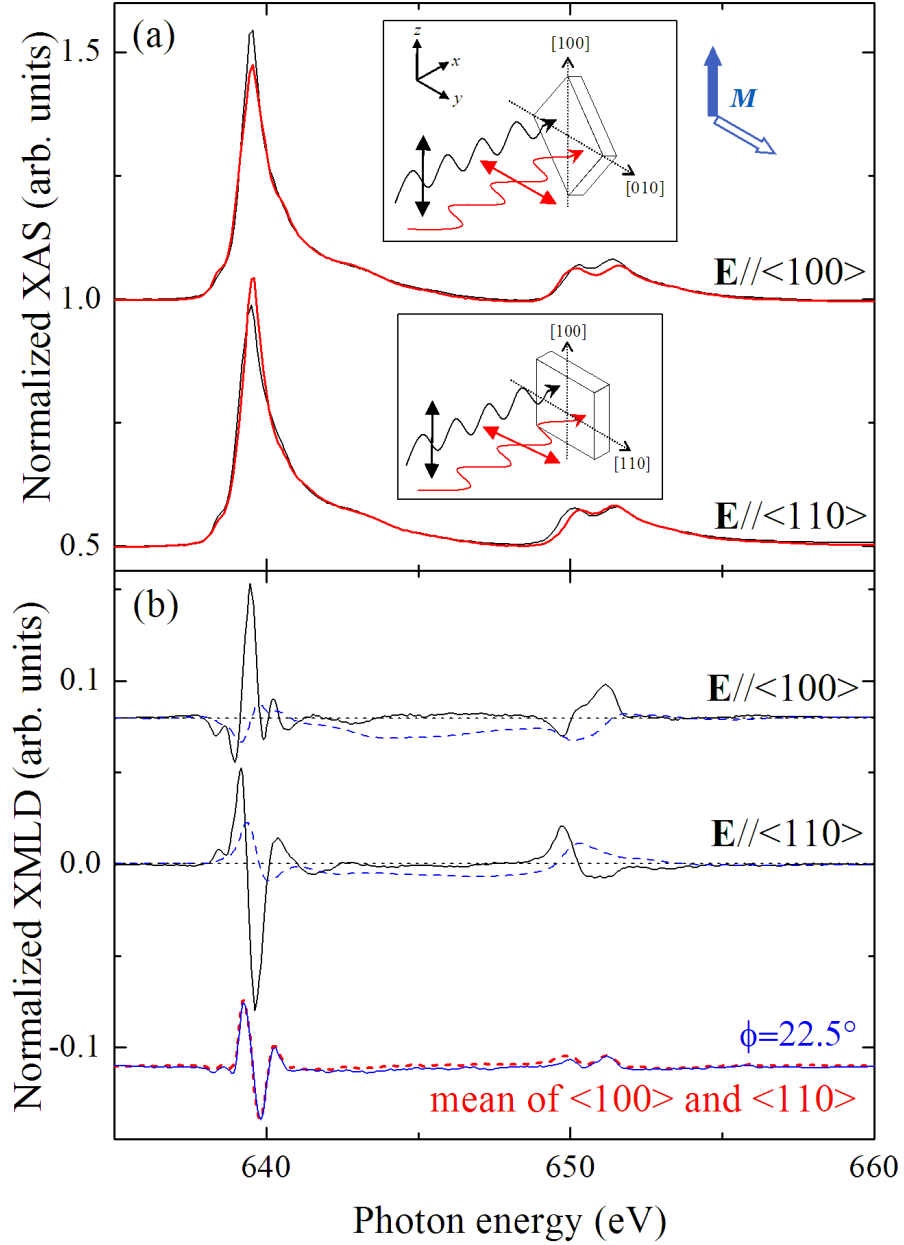 (a)
Normalized XAS (arb. units)
1.5
1.0
0.5
z
x
y
[100]
[010]
M
E//<100>
[100]
[110]
E//<110>
(b)
Normalized XMLD (arb. units)
0.1
0.0
-0.1
E//<100>
E//<110>
ϕ=22.5°
mean of <100> and <110>
640
650
660
Photon energy (eV)